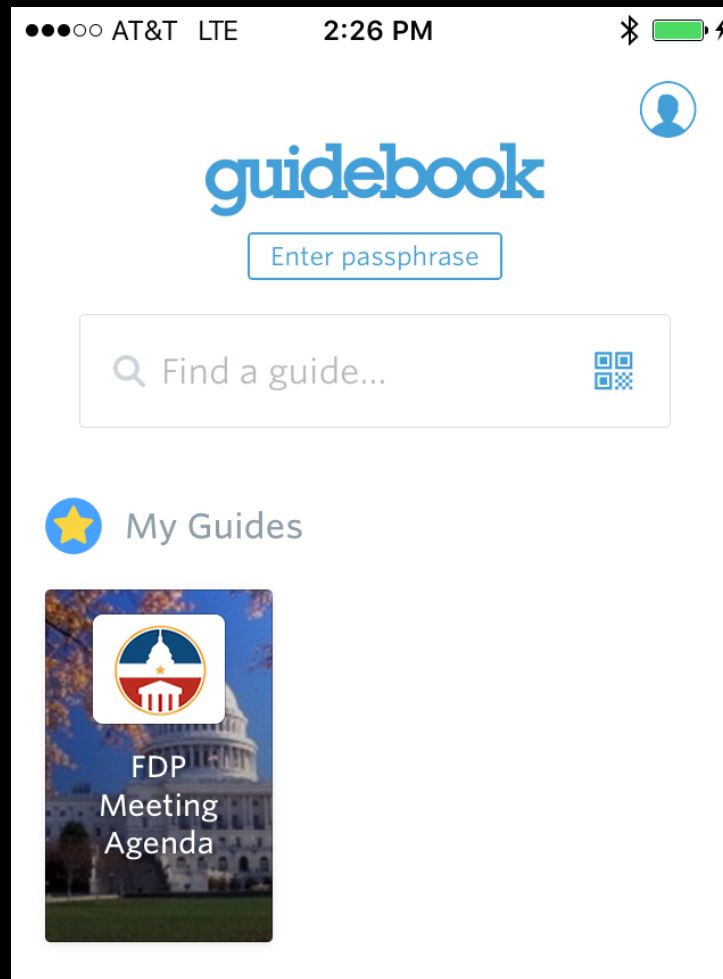 AT&T LTE 2:26 PM
guidebook
Enter passphrase
Find a guide...
My Guides
FDP
Meeting
Agenda